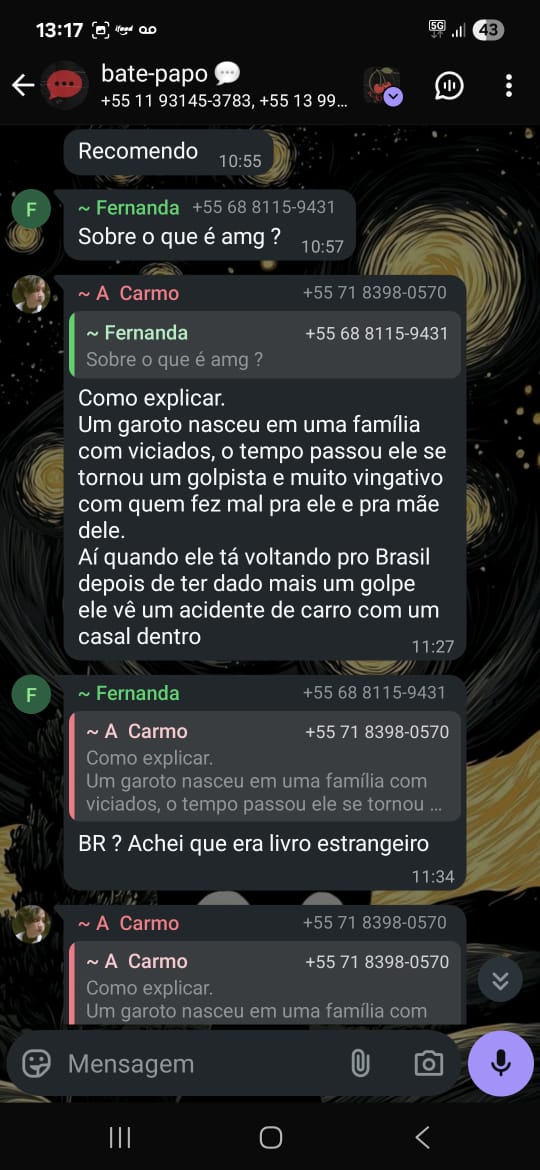 13:17
ifood
5G
43
bate-papo 💬
+55 11 93145-3783, +55 13 99...
Recomendo
10:55
~ Fernanda +55 68 8115-9431
F
Sobre o que é amg ?
10:57
~ A Carmo +55 71 8398-0570
~ Fernanda +55 68 8115-9431
Sobre o que é amg ?
Como explicar.
Um garoto nasceu em uma família
com viciados, o tempo passou ele se
tornou um golpista e muito vingativo
com quem fez mal pra ele e pra mãe
dele.
Aí quando ele tá voltando pro Brasil
depois de ter dado mais um golpe
ele vê um acidente de carro com um
casal dentro
11:27
F
~ Fernanda +55 68 8115-9431
~ A Carmo +55 71 8398-0570
Como explicar.
Um garoto nasceu em uma família com
viciados, o tempo passou ele se tornou ...
BR ? Achei que era livro estrangeiro
11:34
~ A Carmo +55 71 8398-0570
~ A Carmo +55 71 8398-0570
Como explicar.
Um garoto nasceu em uma família com
Mensagem